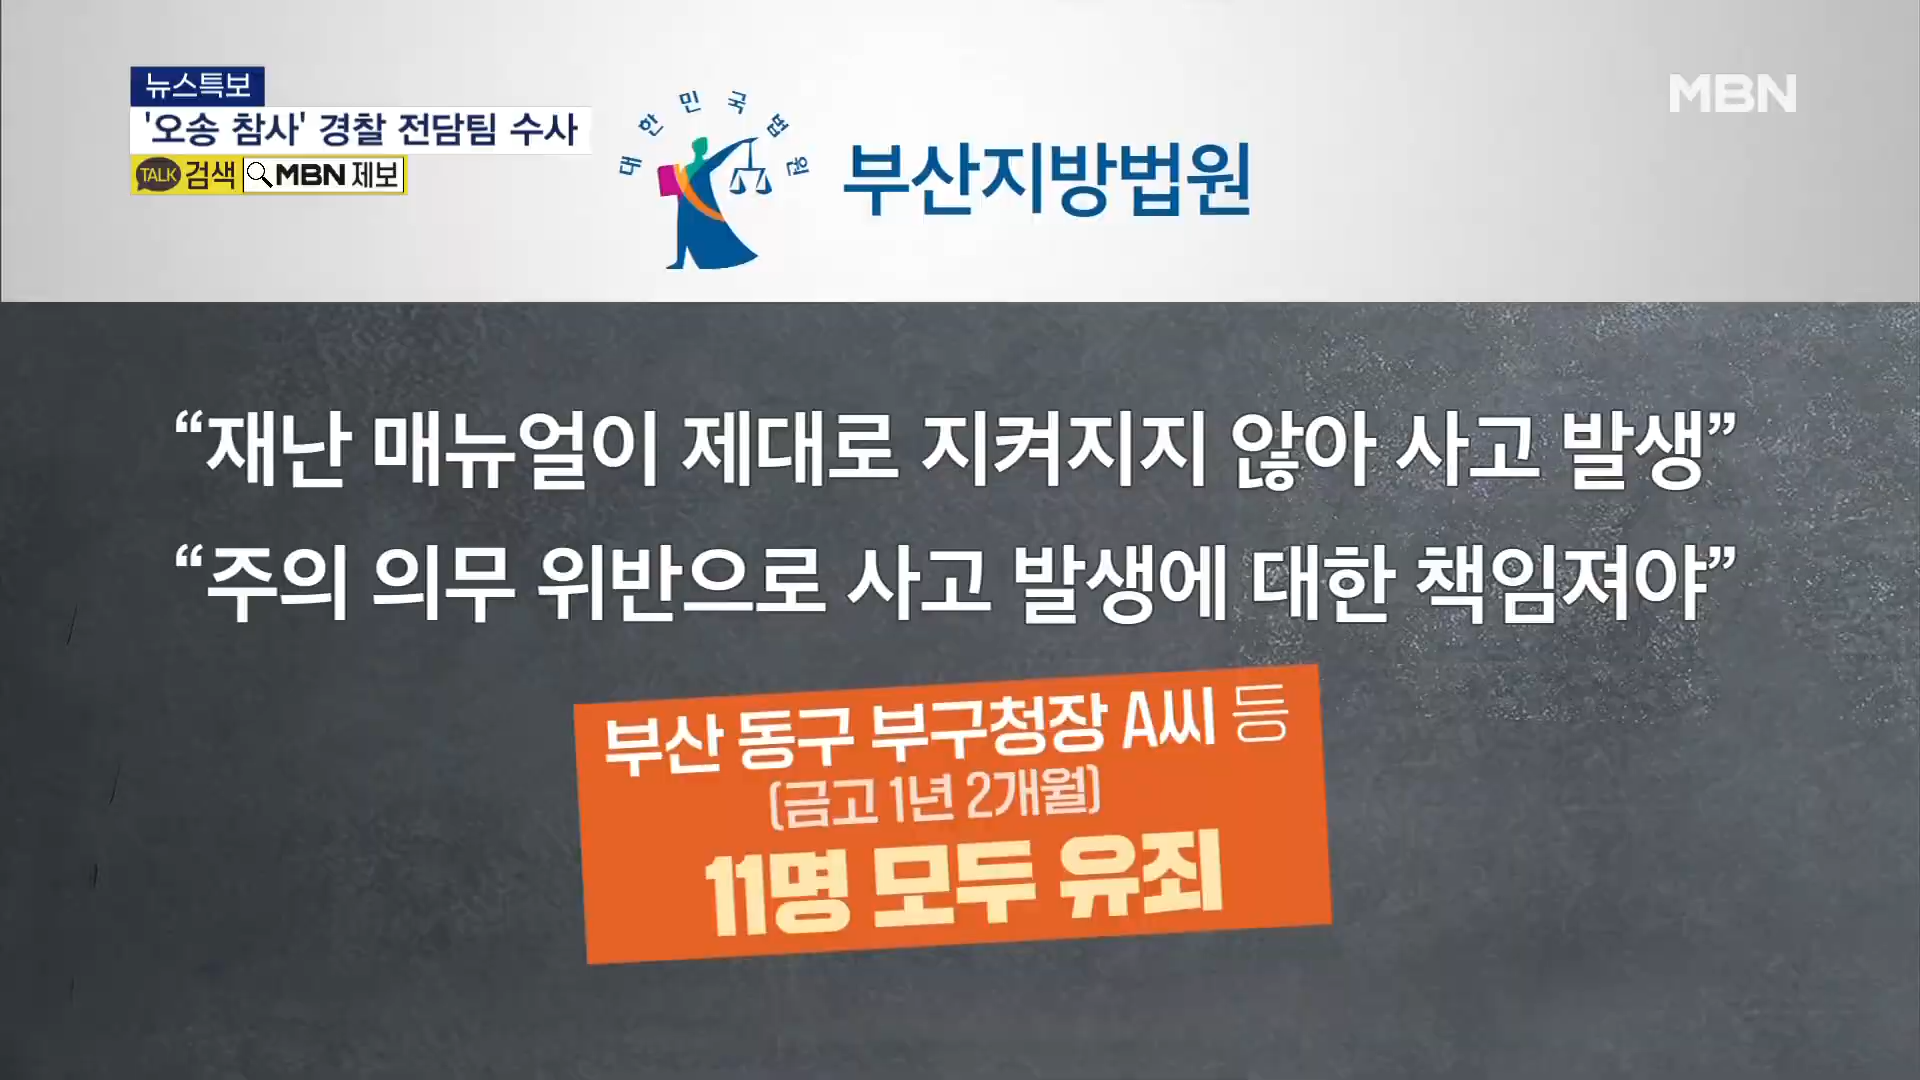 뉴스특보
'오송 참사' 경찰 전담팀 수사
TALK 검색 MBN 제보
MBN
대한민국법원
부산지방법원
“재난 매뉴얼이 제대로 지켜지지 않아 사고 발생”
“주의 의무 위반으로 사고 발생에 대한 책임져야”
부산 동구 부구청장 A씨 등
(금고 1년 2개월)
11명 모두 유죄